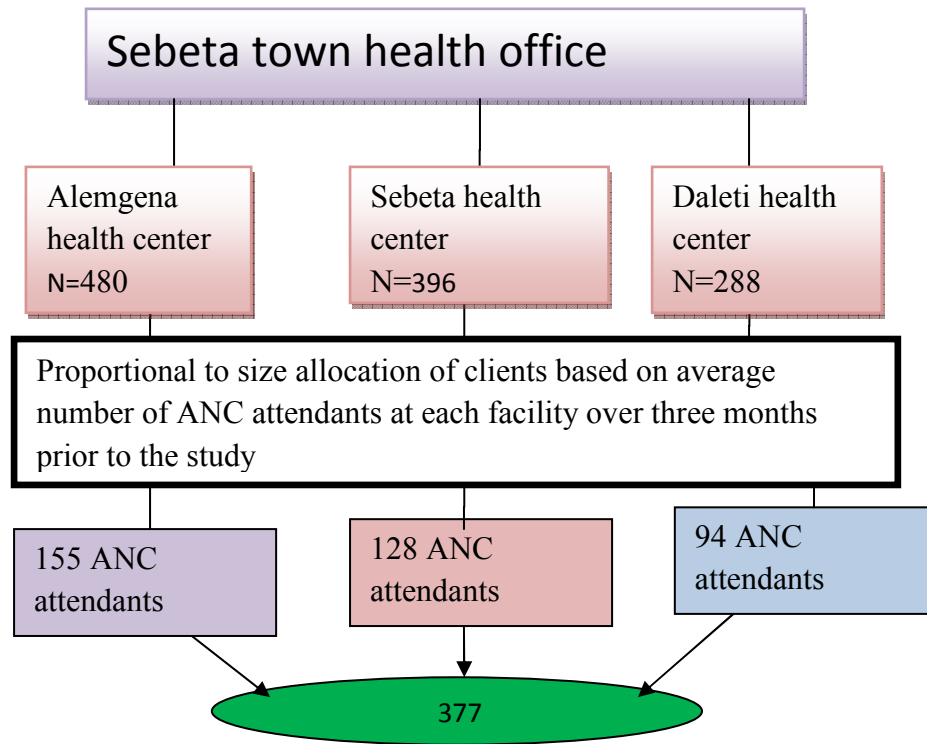 Sebeta town health office
Alemgena
health center
N=480
Sebeta health
center
N=396
Daleti health
center
N=288
Proportional to size allocation of clients based on average
number of ANC attendants at each facility over three months
prior to the study
155 ANC
attendants
128 ANC
attendants
94 ANC
attendants
377